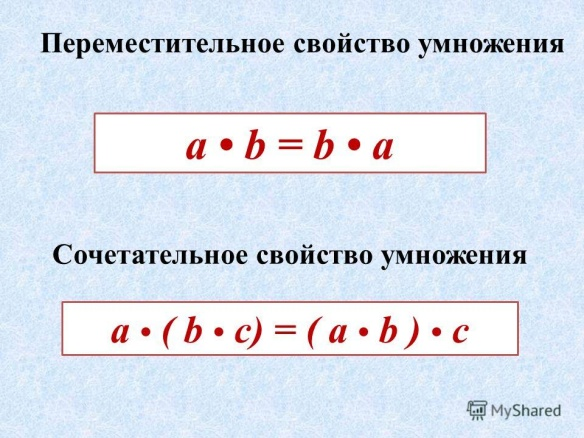 Переместительное свойство умножения
a • b = b • a
Сочетательное свойство умножения
a • ( b • c) = ( a • b ) • c
MyShared